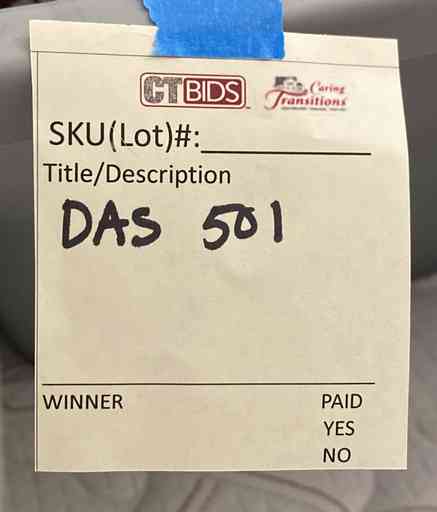 CTBIDS
Caring
Transitions
SKU(Lot)#:
Title/Description
DAS 501
WINNER PAID
YES
NO